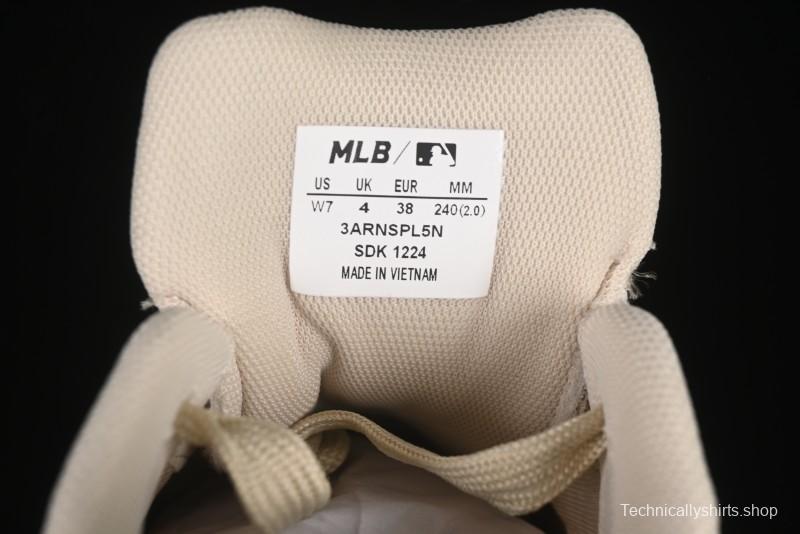 MLB /
US UK EUR MM
W7 4 38 240(2.0)
3ARNSPL5N
SDK 1224
MADE IN VIETNAM
Technicallyshirts.shop